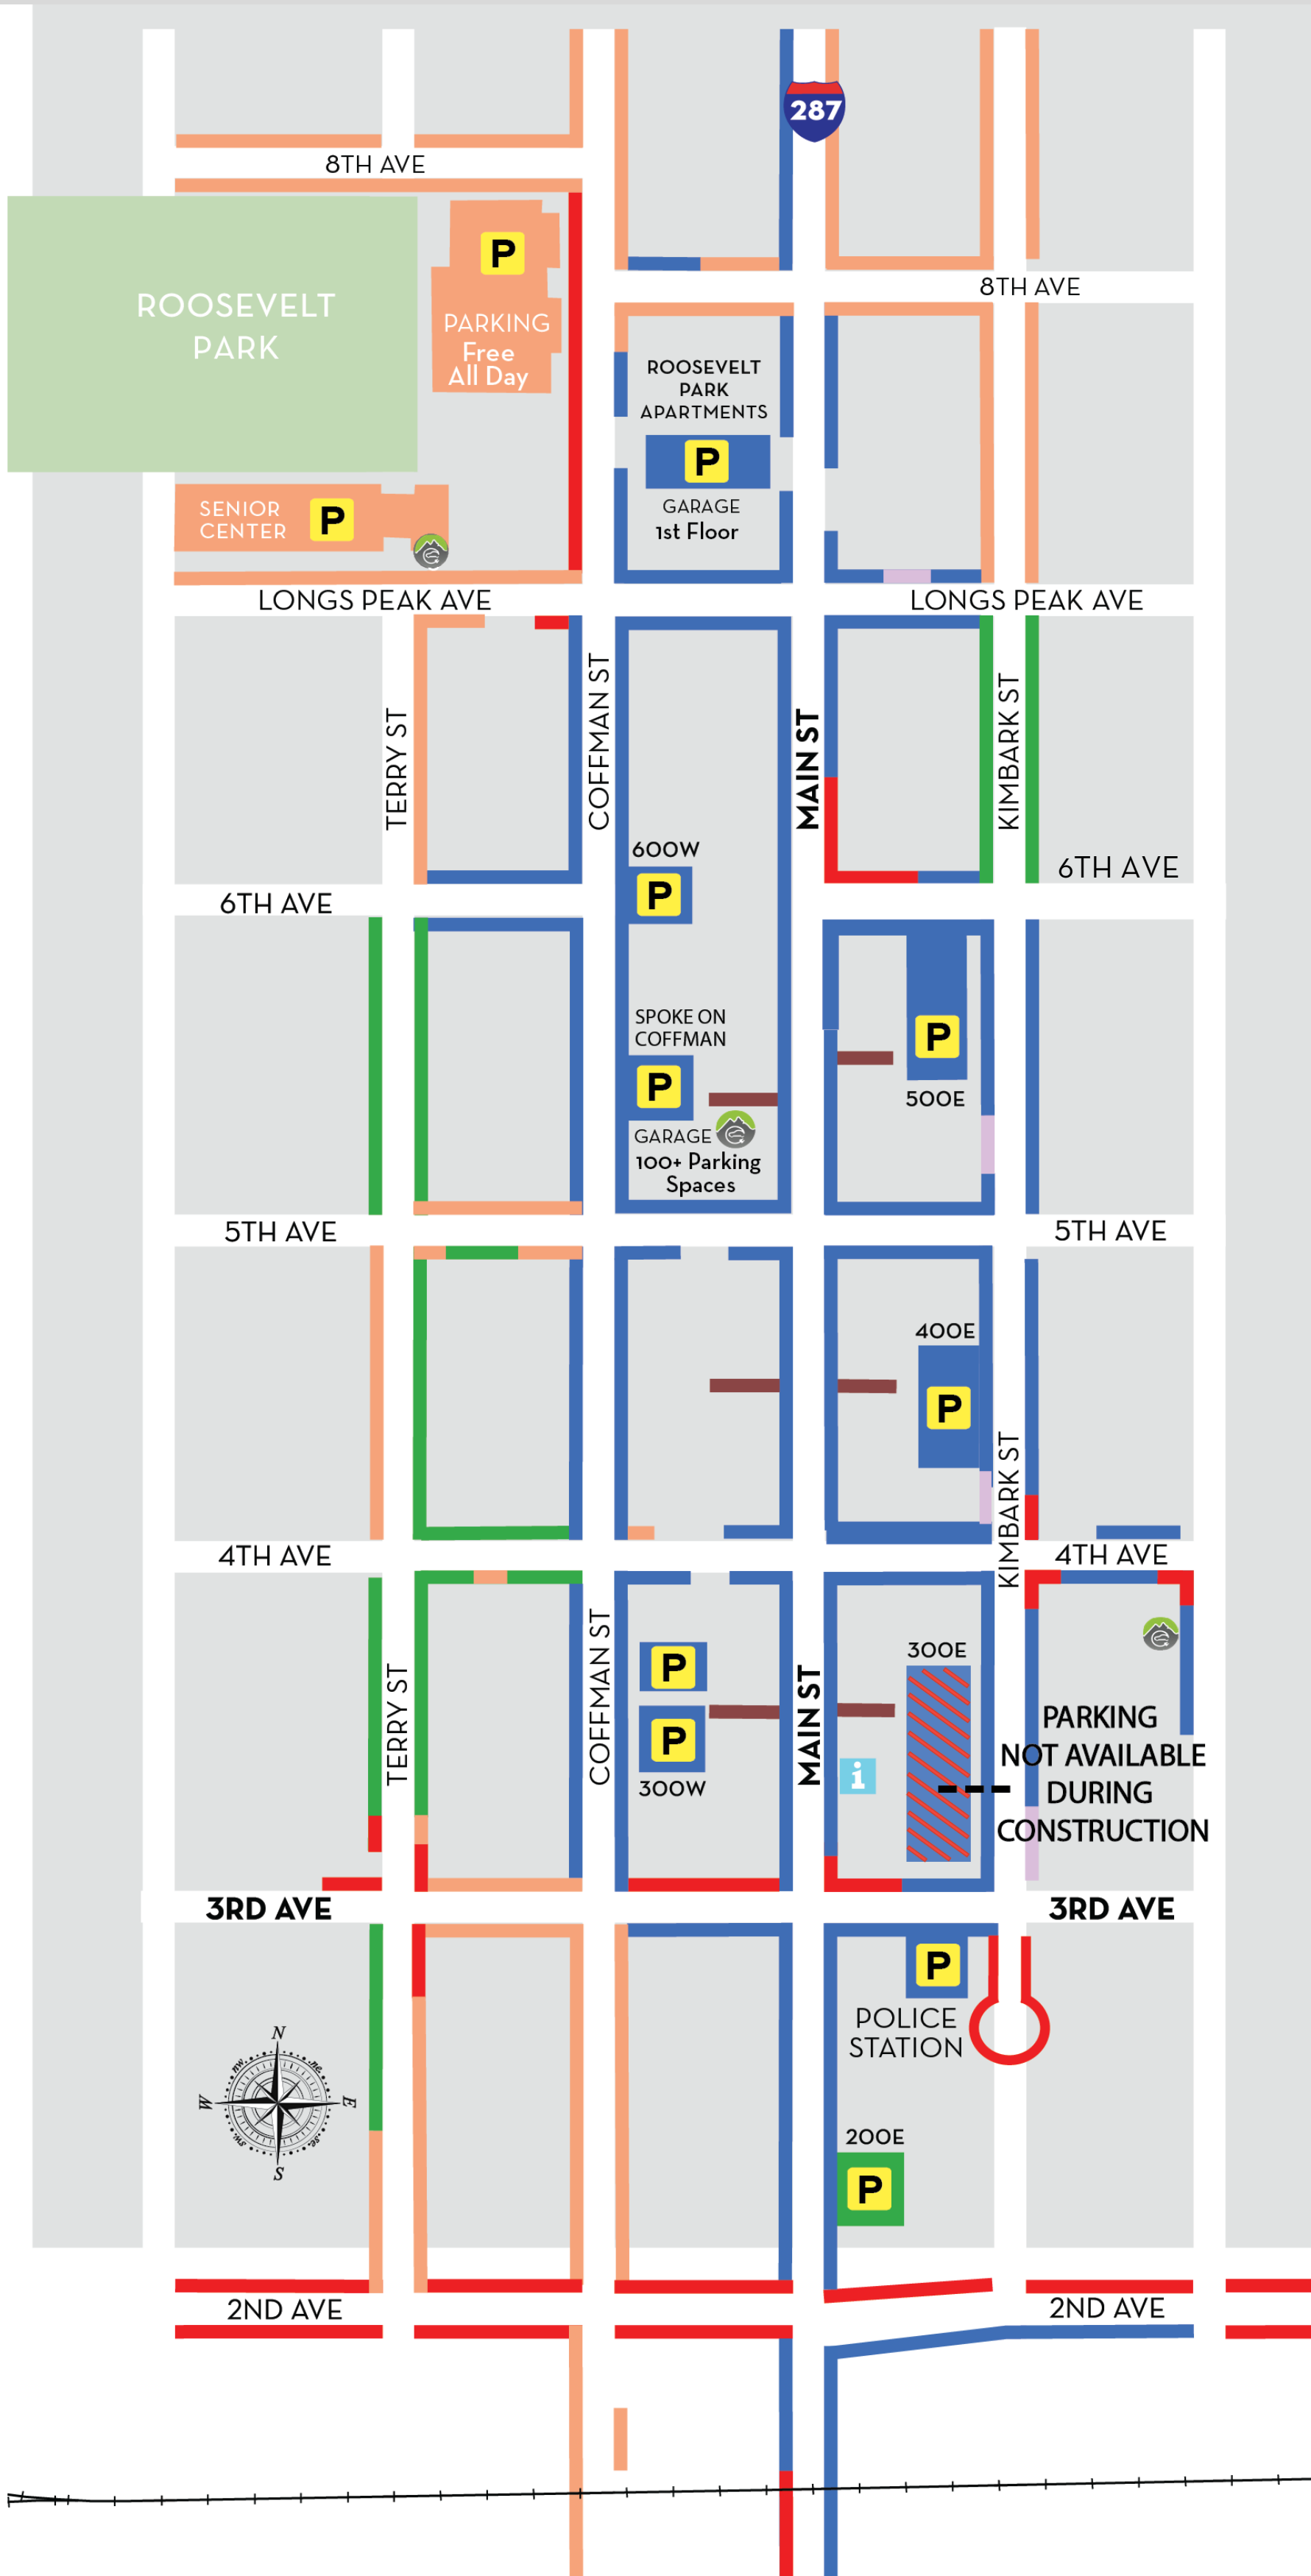 287
8TH AVE
P
ROOSEVELT
PARK
PARKING
Free
All Day
8TH AVE
ROOSEVELT
PARK
APARTMENTS
P
GARAGE
1st Floor
SENIOR
CENTER
P
LONGS PEAK AVE
LONGS PEAK AVE
TERRY ST
COFFMAN ST
MAIN ST
KIMBARK ST
600W
P
6TH AVE
6TH AVE
SPOKE ON
COFFMAN
P
GARAGE
100+ Parking
Spaces
P
500E
5TH AVE
5TH AVE
400E
P
KIMBARK ST
4TH AVE
4TH AVE
TERRY ST
COFFMAN ST
P
P
300W
MAIN ST
i
300E
PARKING
NOT AVAILABLE
DURING
CONSTRUCTION
3RD AVE
3RD AVE
P
POLICE
STATION
N
nw
ne
W
E
sw
se
S
200E
P
2ND AVE
2ND AVE